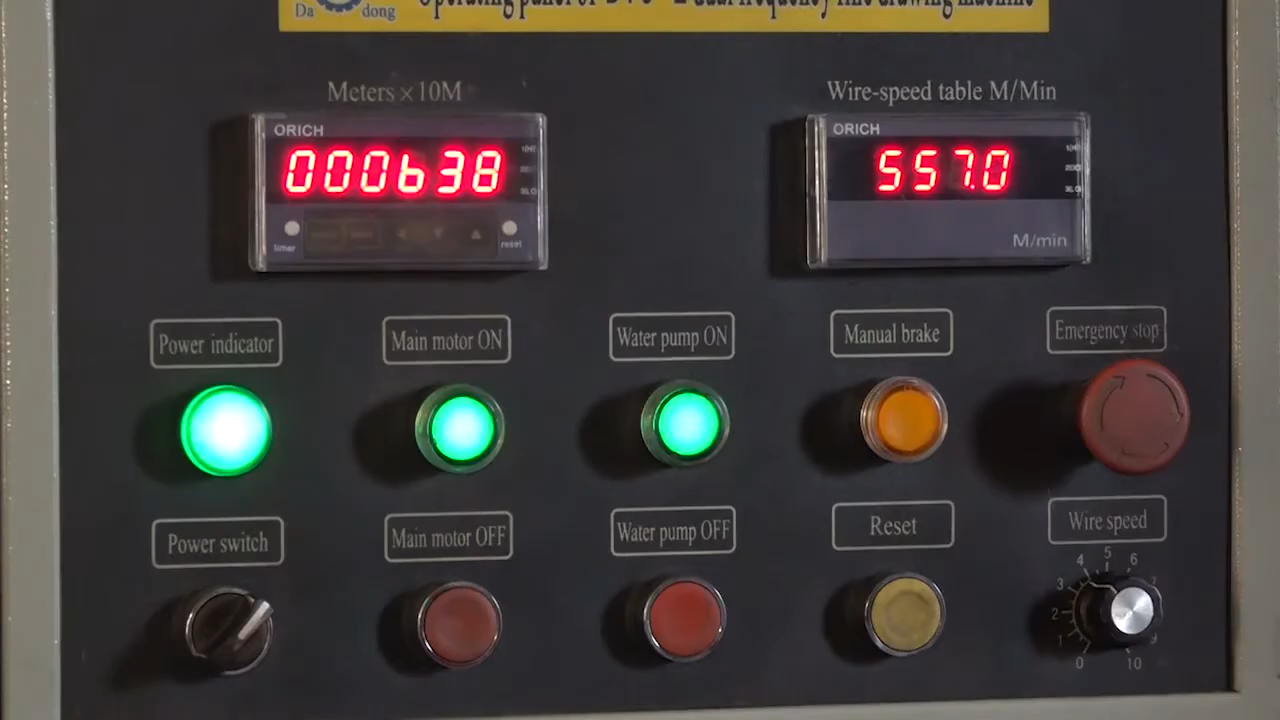 Da dong
Meters×10M
Wire-speed table M/Min
ORICH
ORICH
000638
557.0
timer
reset
M/min
Power indicator
Main motor ON
Water pump ON
Manual brake
Emergency stop
Power switch
Main motor OFF
Water pump OFF
Reset
Wire speed
0 1 2 3 4 5 6 10